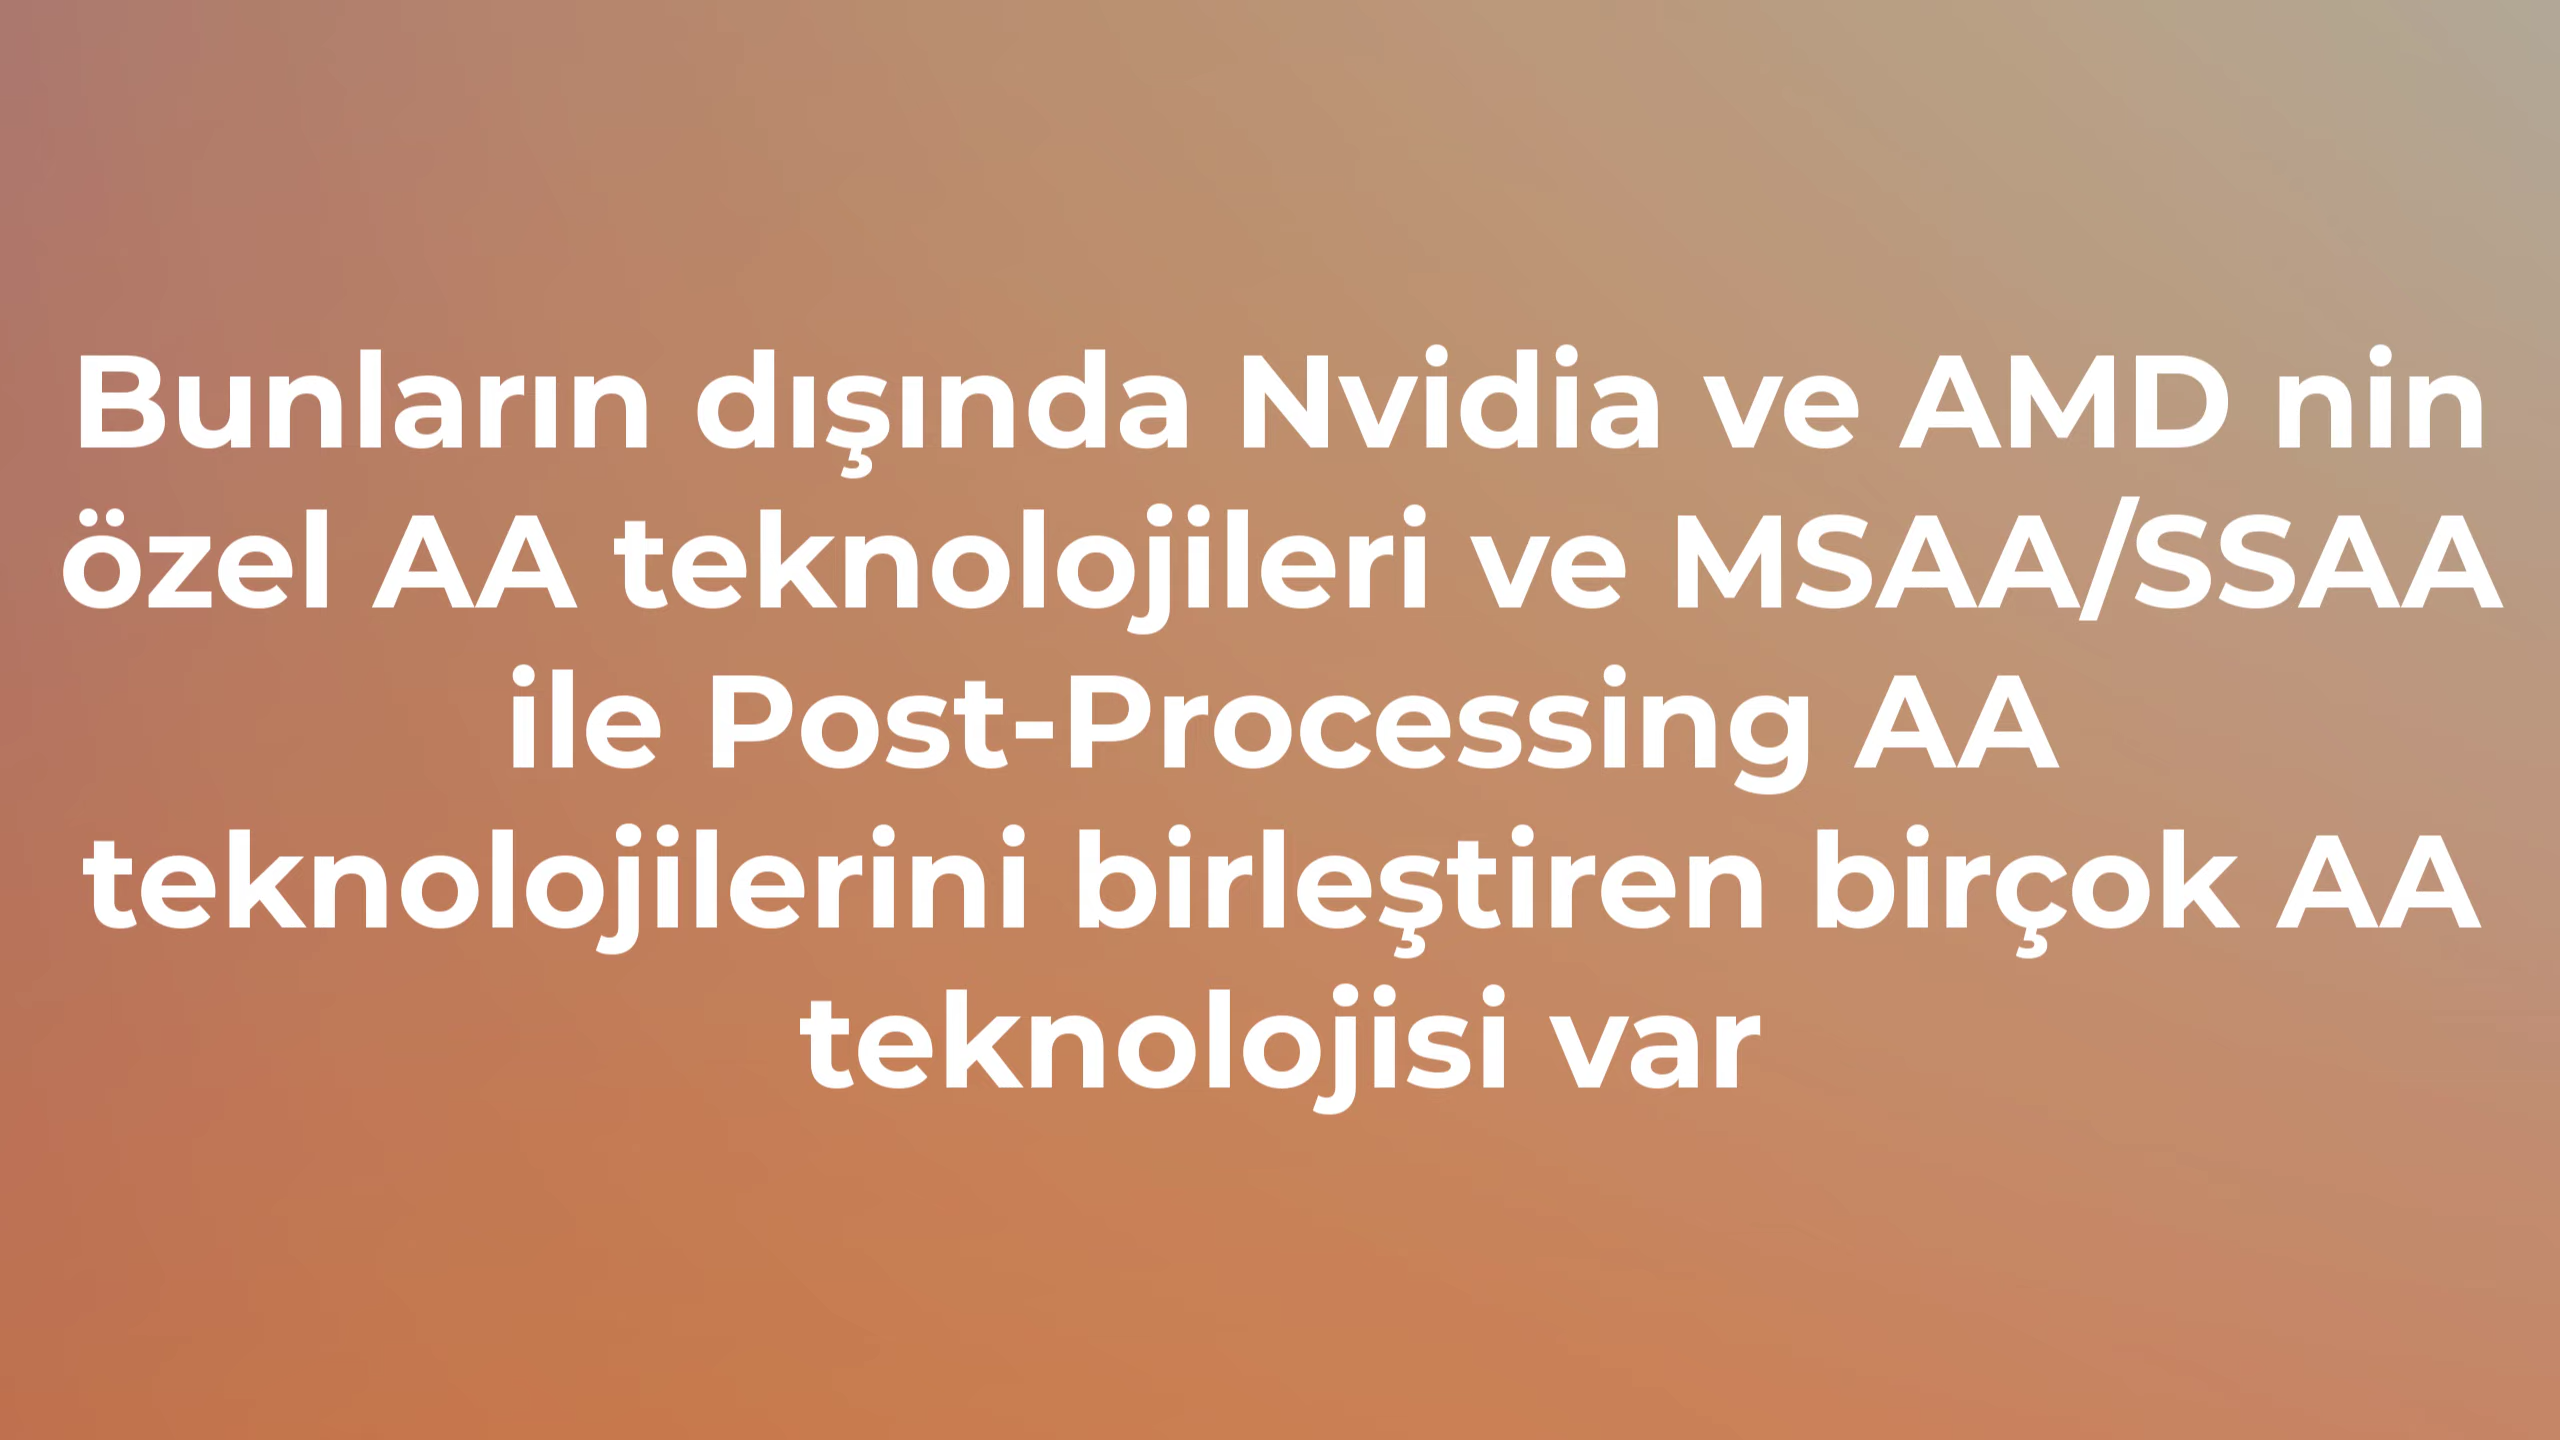 Bunların dışında Nvidia ve AMD nin
özel AA teknolojileri ve MSAA/SSAA
ile Post-Processing AA
teknolojilerini birleştiren birçok AA
teknolojisi var